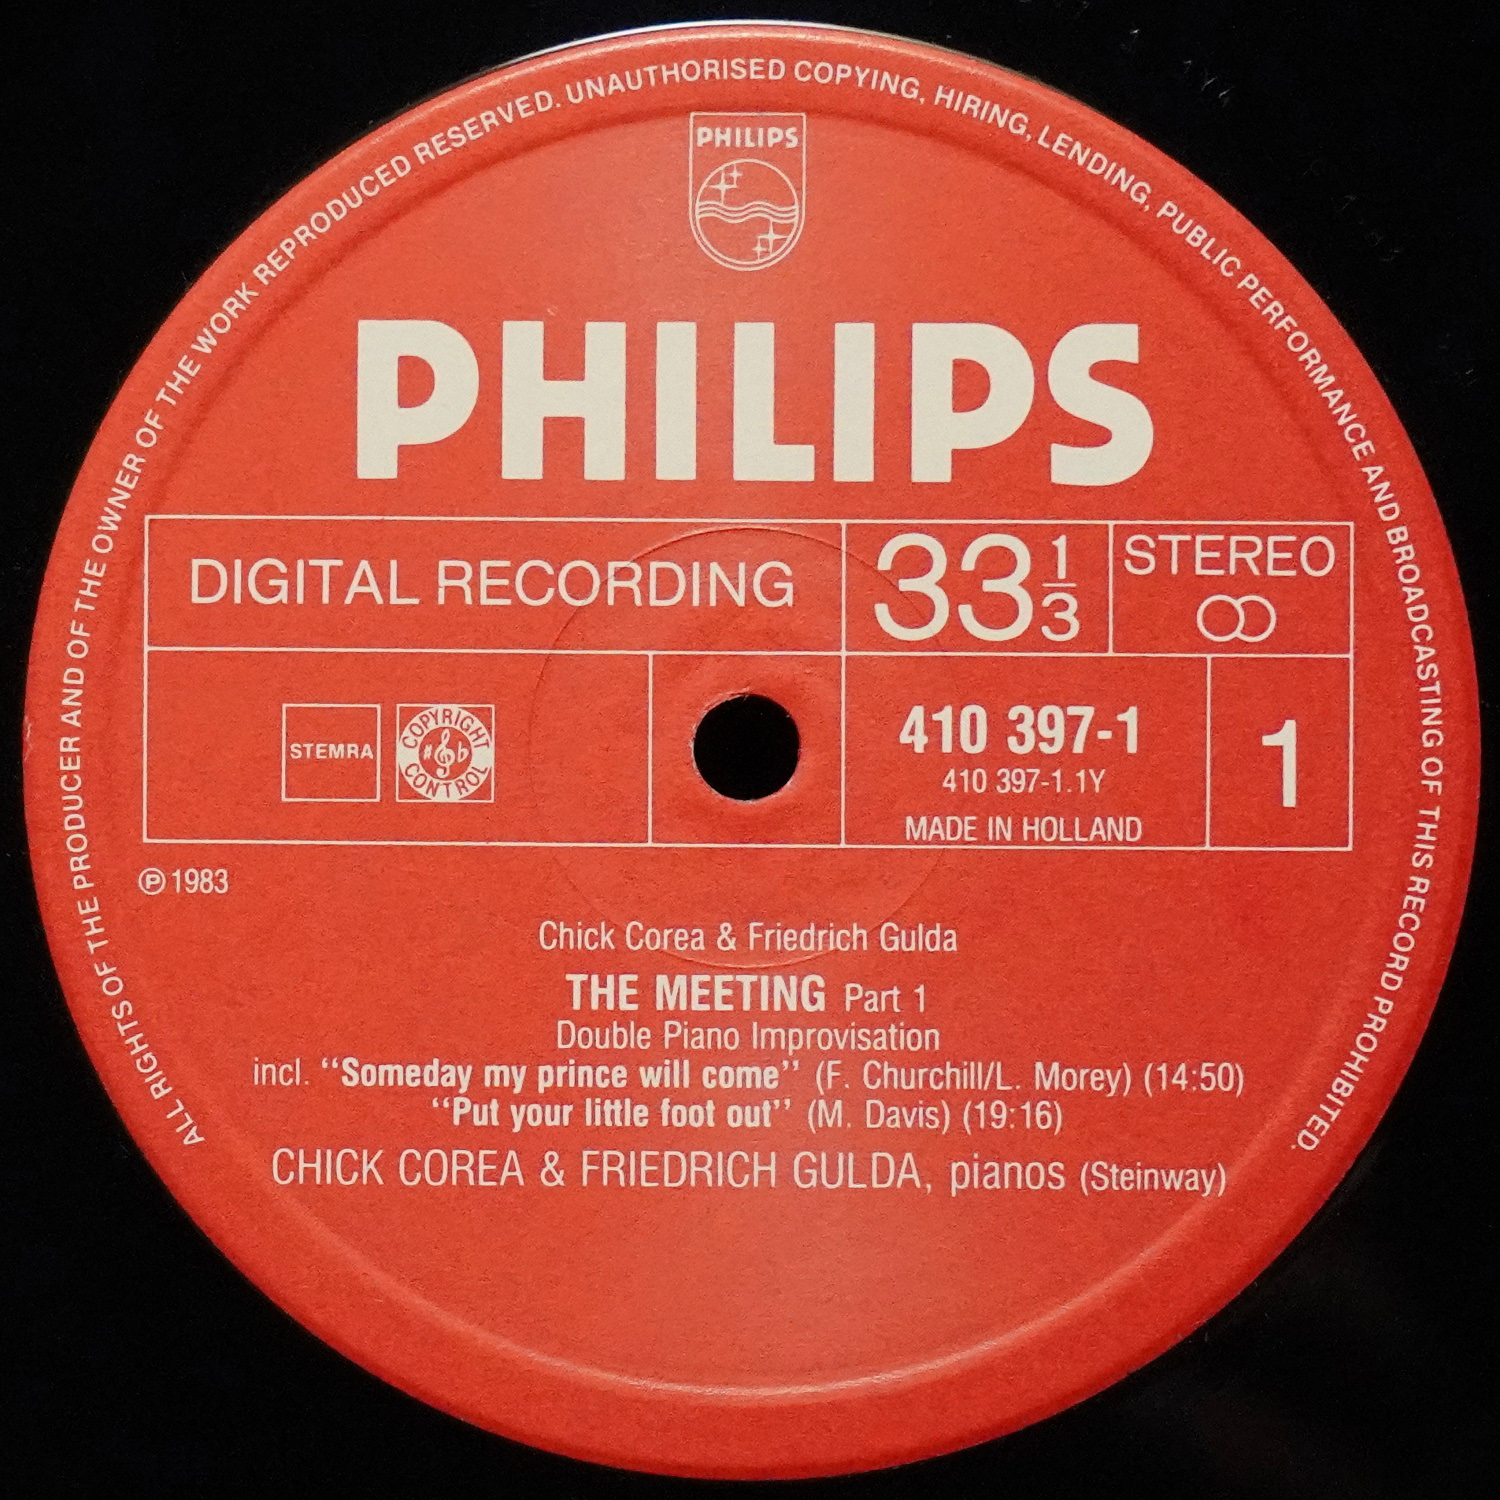 ALL RIGHTS OF THE PRODUCER AND OF THE OWNER OF THE WORK REPRODUCED RESERVED. UNAUTHORISED COPYING, HIRING, LENDING, PUBLIC PERFORMANCE AND BROADCASTING OF THIS RECORD PROHIBITED.
PHILIPS
PHILIPS
DIGITAL RECORDING
33 1/3
STEREO
STEMRA
COPYRIGHT CONTROL
410 397-1
410 397-1.1Y
MADE IN HOLLAND
1
℗ 1983
Chick Corea & Friedrich Gulda
THE MEETING Part 1
Double Piano Improvisation
incl. “Someday my prince will come” (F. Churchill/L. Morey) (14:50)
“Put your little foot out” (M. Davis) (19:16)
CHICK COREA & FRIEDRICH GULDA, pianos (Steinway)